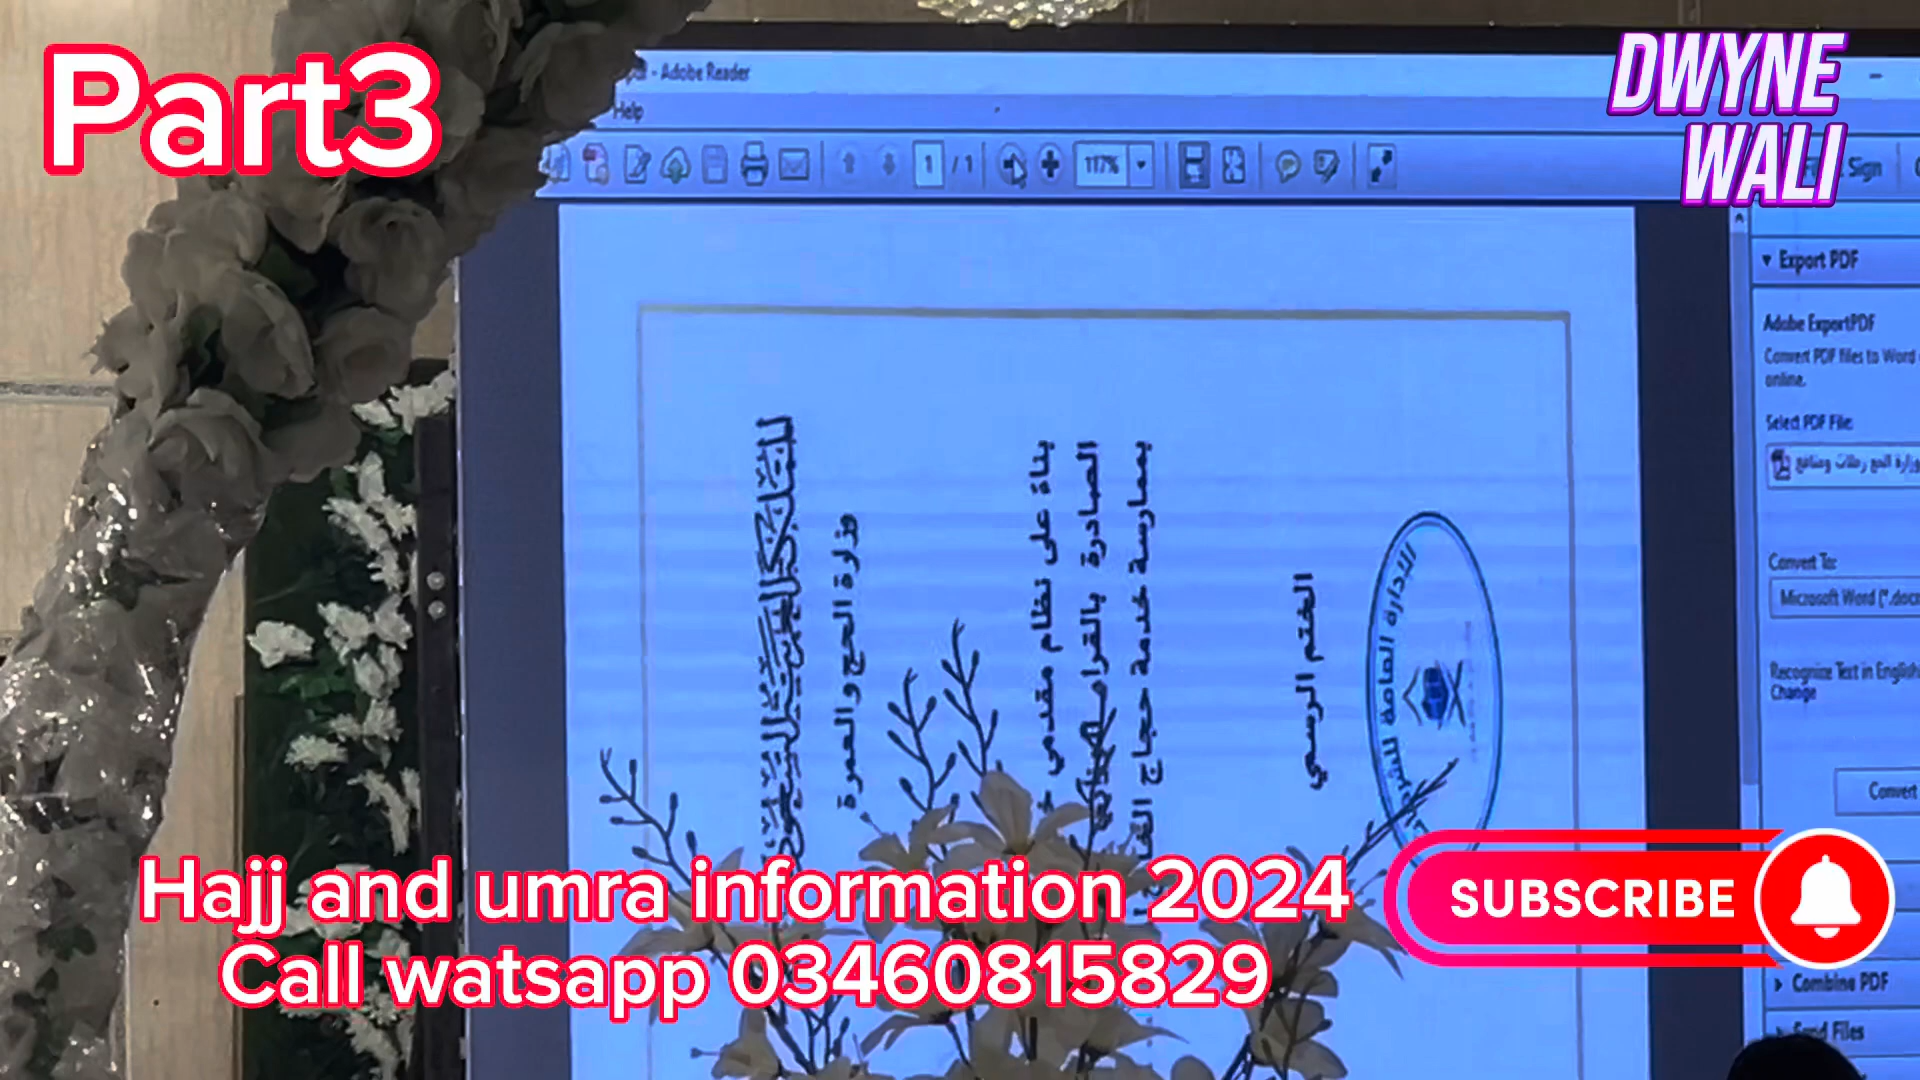 Part3
DWYNE
WALI
- Adobe Reader
Help
1 / 1
117%
Sign
Export PDF
Adobe ExportPDF
Convert PDF files to Word
online.
Select PDF File:
Convert To:
Microsoft Word (*.docx
Recognize Text in English
Change
Convert
Combine PDF
Send Files
وزارة الحج والعمرة
بناءً على نظام مقدمي
الصادرة بالقرار
بممارسة خدمة حجاج
الختم الرسمي
الإدارة العامة
Hajj and umra information 2024
Call watsapp 03460815829
SUBSCRIBE